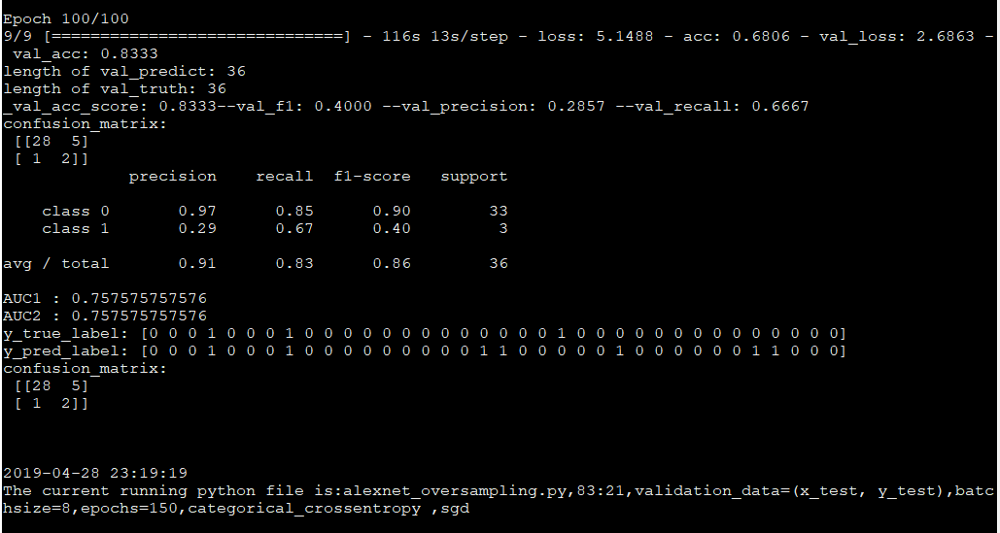 Epoch 100/100
9/9 [==============================] - 116s 13s/step - loss: 5.1488 - acc: 0.6806 - val_loss: 2.6863 -
val_acc: 0.8333
length of val_predict: 36
length of val_truth: 36
_val_acc_score: 0.8333--val_f1: 0.4000 --val_precision: 0.2857 --val_recall: 0.6667
confusion_matrix:
[[28  5]
[ 1  2]]
precision recall f1-score support
class 0 0.97 0.85 0.90 33
class 1 0.29 0.67 0.40 3
avg / total 0.91 0.83 0.86 36
AUC1 : 0.757575757576
AUC2 : 0.757575757576
y_true_label: [0 0 0 1 0 0 0 1 0 0 0 0 0 0 0 0 0 0 0 0 0 1 0 0 0 0 0 0 0 0 0 0 0 0 0 0]
y_pred_label: [0 0 0 1 0 0 0 1 0 0 0 0 0 0 0 0 0 1 1 0 0 0 0 0 1 0 0 0 0 0 0 1 1 0 0 0]
confusion_matrix:
[[28  5]
[ 1  2]]
2019-04-28 23:19:19
The current running python file is:alexnet_oversampling.py,83:21,validation_data=(x_test, y_test),batc
hsize=8,epochs=150,categorical_crossentropy ,sgd